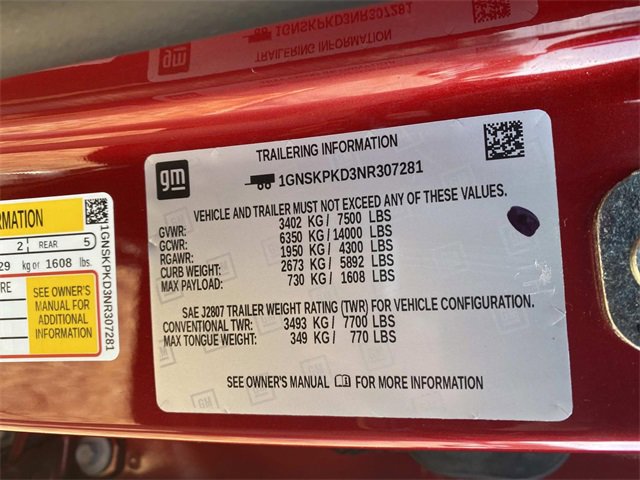 1GNSKPKD3NR307281
TRAILERING INFORMATION
gm
TRAILERING INFORMATION
gm
1GNSKPKD3NR307281
VEHICLE AND TRAILER MUST NOT EXCEED ANY OF THESE VALUES.
GVWR: 3402 KG / 7500 LBS
GCWR: 6350 KG / 14000 LBS
RGAWR: 1950 KG / 4300 LBS
CURB WEIGHT: 2673 KG / 5892 LBS
MAX PAYLOAD: 730 KG / 1608 LBS
SAE J2807 TRAILER WEIGHT RATING (TWR) FOR VEHICLE CONFIGURATION.
CONVENTIONAL TWR: 3493 KG / 7700 LBS
MAX TONGUE WEIGHT: 349 KG / 770 LBS
SEE OWNER'S MANUAL FOR MORE INFORMATION
2 REAR 5
kg or 1608 lbs.
SEE OWNER'S
MANUAL FOR
ADDITIONAL
INFORMATION
1GNSKPKD3NR307281